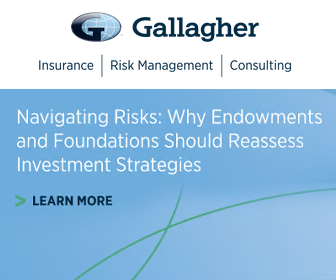 G Gallagher
Insurance | Risk Management | Consulting
Navigating Risks: Why Endowments
and Foundations Should Reassess
Investment Strategies
> LEARN MORE